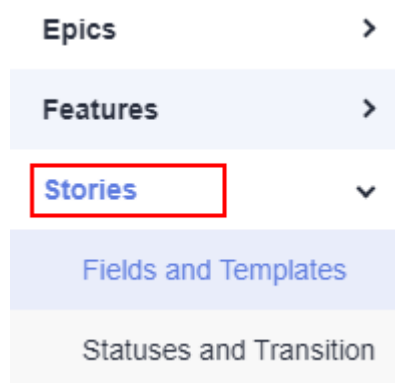 Epics
Features
Stories
Fields and Templates
Statuses and Transition